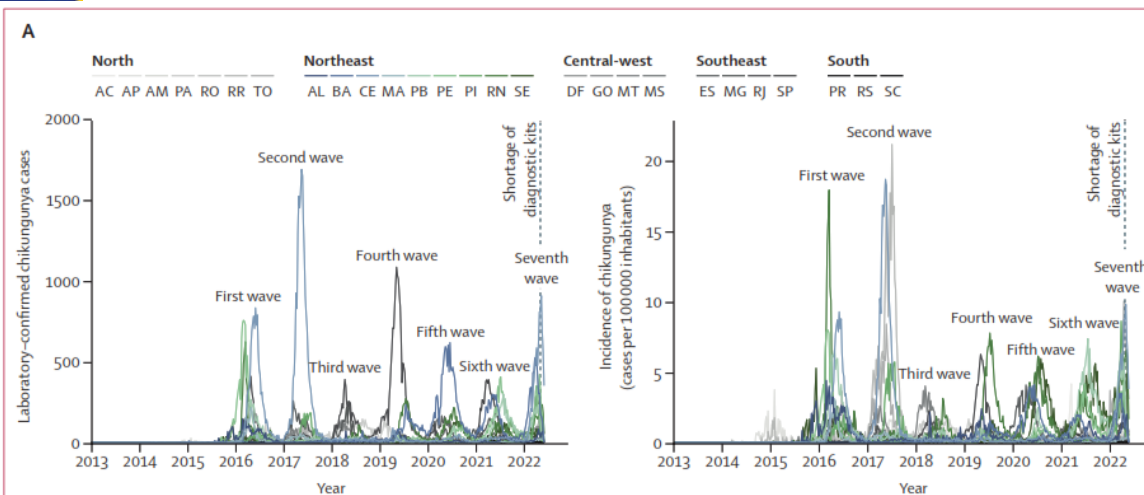 A
North Northeast Central-west Southeast South
AC AP AM PA RO RR TO AL BA CE MA PB PE PI RN SE DF GO MT MS ES MG RJ SP PR RS SC
Laboratory-confirmed chikungunya cases
2000
1500
1000
500
0
First wave
Second wave
Third wave
Fourth wave
Fifth wave
Sixth wave
Seventh
wave
Shortage of
diagnostic kits
2013 2014 2015 2016 2017 2018 2019 2020 2021 2022
Year
Incidence of chikungunya
(cases per 100 000 inhabitants)
20
15
10
5
0
First wave
Second wave
Third wave
Fourth wave
Fifth wave
Sixth wave
Seventh
wave
Shortage of
diagnostic kits
2013 2014 2015 2016 2017 2018 2019 2020 2021 2022
Year